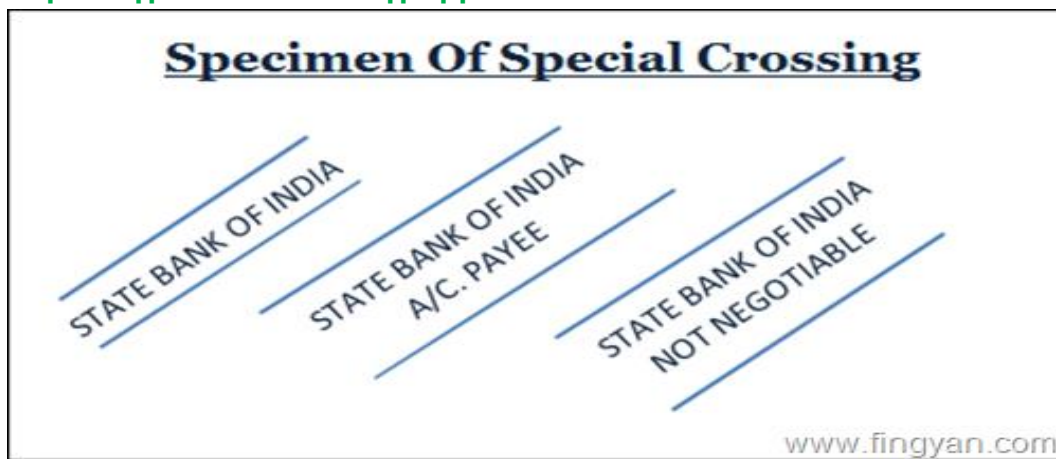 Specimen Of Special Crossing
STATE BANK OF INDIA
STATE BANK OF INDIA
A/C. PAYEE
STATE BANK OF INDIA
NOT NEGOTIABLE
www.fingyan.com